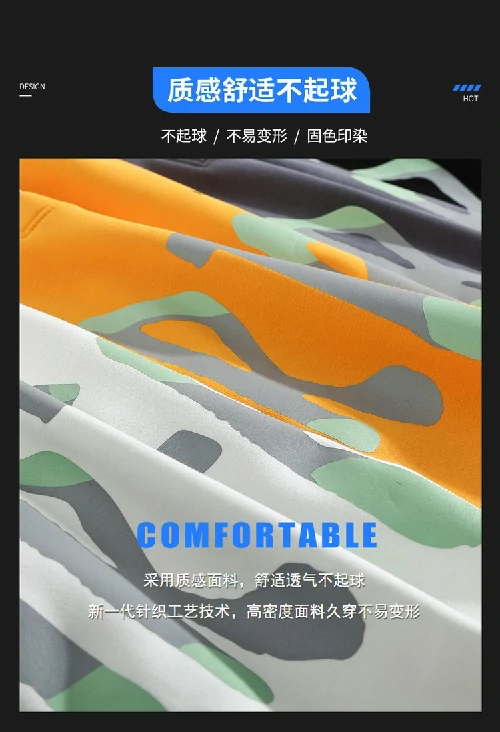 DESIGN
质感舒适不起球
HOT
不起球 / 不易变形 / 固色印染
COMFORTABLE
采用质感面料，舒适透气不起球
新一代针织工艺技术，高密度面料久穿不易变形